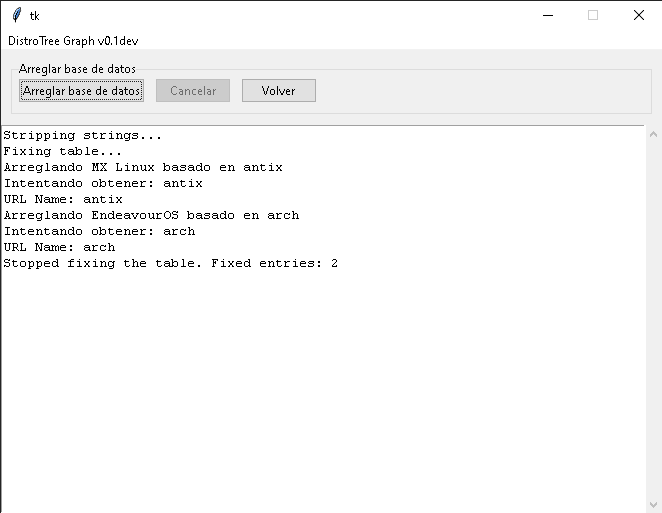 tk
DistroTree Graph v0.1dev
Arreglar base de datos
Arreglar base de datos Cancelar Volver
Stripping strings...
Fixing table...
Arreglando MX Linux basado en antix
Intentando obtener: antix
URL Name: antix
Arreglando EndeavourOS basado en arch
Intentando obtener: arch
URL Name: arch
Stopped fixing the table. Fixed entries: 2